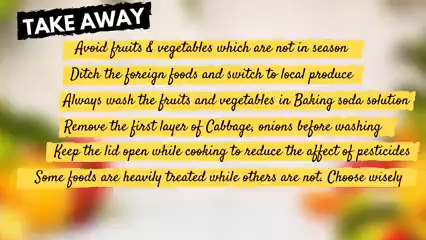 TAKE AWAY
Avoid fruits & vegetables which are not in season
Ditch the foreign foods and switch to local produce
Always wash the fruits and vegetables in Baking soda solution
Remove the first layer of Cabbage, onions before washing
Keep the lid open while cooking to reduce the affect of pesticides
Some foods are heavily treated while others are not. Choose wisely